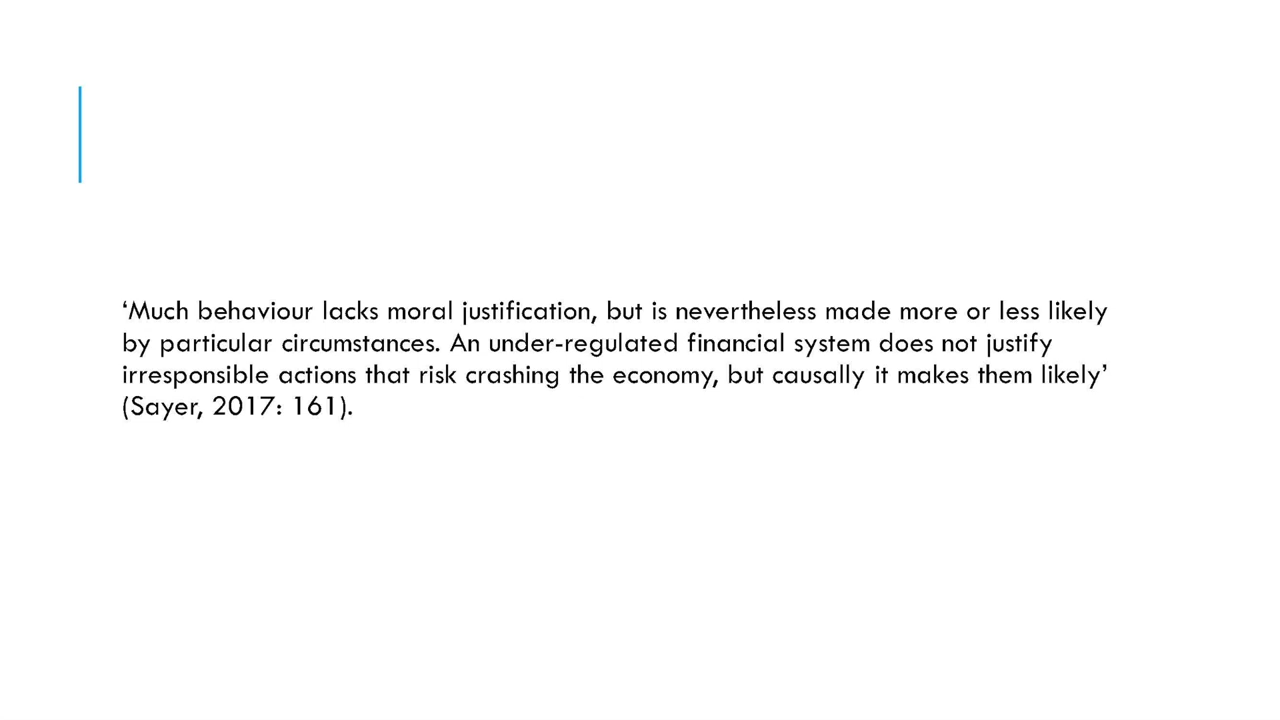 ‘Much behaviour lacks moral justification, but is nevertheless made more or less likely
by particular circumstances. An under-regulated financial system does not justify
irresponsible actions that risk crashing the economy, but causally it makes them likely’
(Sayer, 2017: 161).